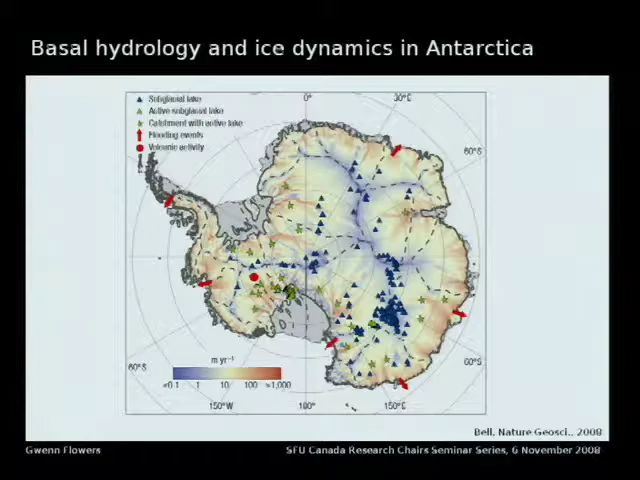 Basal hydrology and ice dynamics in Antarctica
Subglacial lake
Active subglacial lake
Catchment with active lake
Flooding events
Volcanic activity
0°
30°E
60°S
60°S
60°S
m yr⁻¹
<0.1 1 10 100 >1,000
150°W
180°
150°E
Bell, Nature Geosci., 2008
Gwenn Flowers
SFU Canada Research Chairs Seminar Series, 6 November 2008